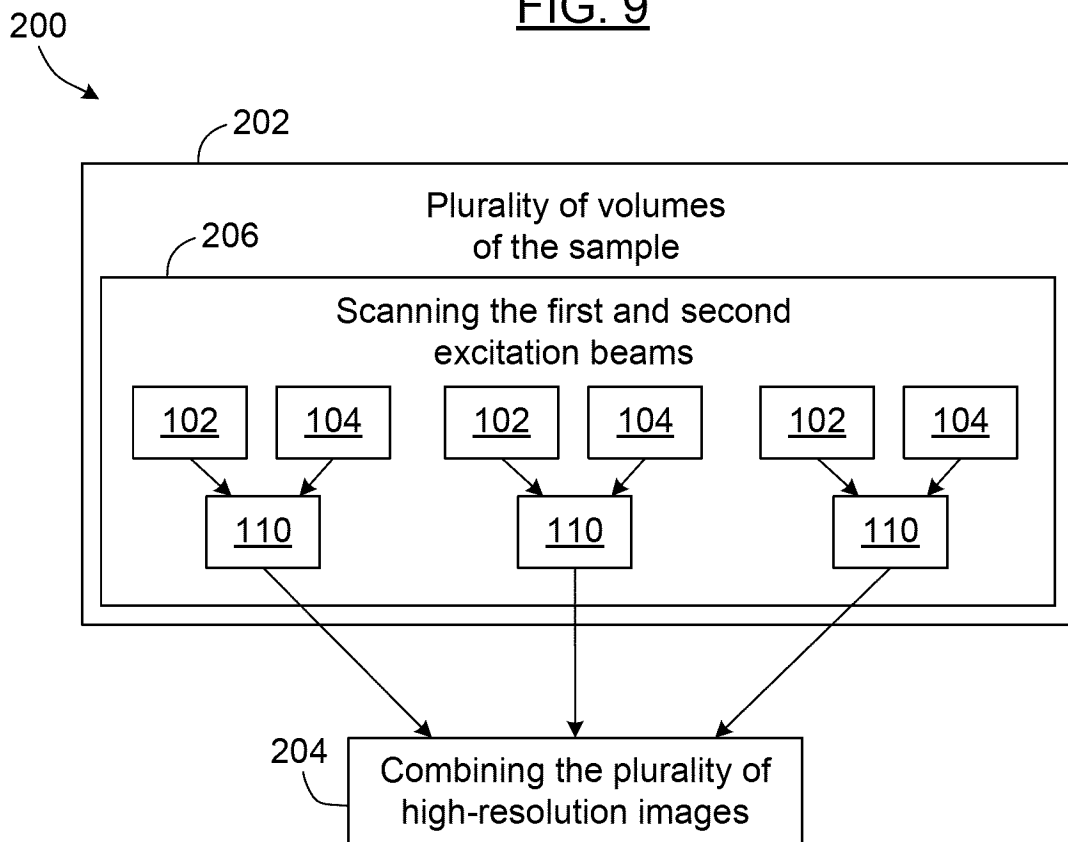 FIG. 9
200
202
Plurality of volumes
of the sample
206
Scanning the first and second
excitation beams
102 104 102 104 102 104
110 110 110
204
Combining the plurality of
high-resolution images